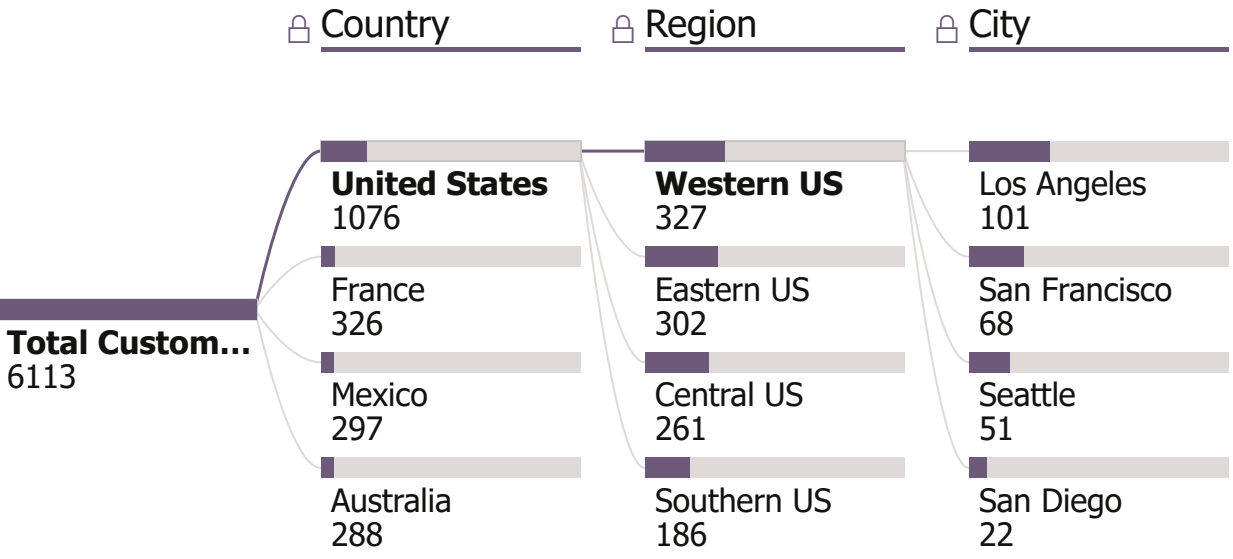 Country
Region
City
Total Custom...
6113
United States
1076
France
326
Mexico
297
Australia
288
Western US
327
Eastern US
302
Central US
261
Southern US
186
Los Angeles
101
San Francisco
68
Seattle
51
San Diego
22